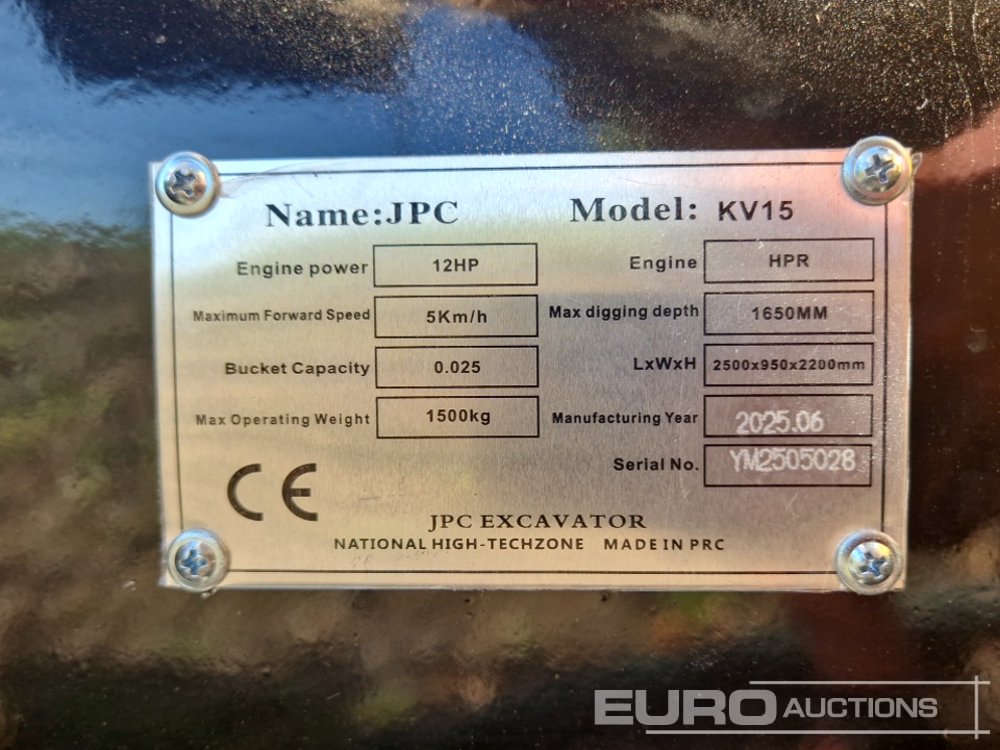 Name:JPC Model: KV15
Engine power 12HP Engine HPR
Maximum Forward Speed 5Km/h Max digging depth 1650MM
Bucket Capacity 0.025 LxWxH 2500x950x2200mm
Max Operating Weight 1500kg Manufacturing Year 2025.06
Serial No. YM2505028
CE
JPC EXCAVATOR
NATIONAL HIGH-TECHZONE MADE IN PRC
EURO AUCTIONS